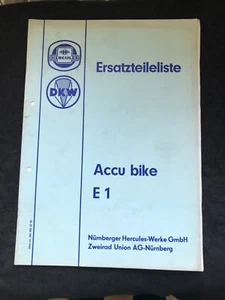 HERCULES
Ersatzteileliste
DKW
Accu bike
E 1
Nürnberger Hercules-Werke GmbH
Zweirad Union AG-Nürnberg